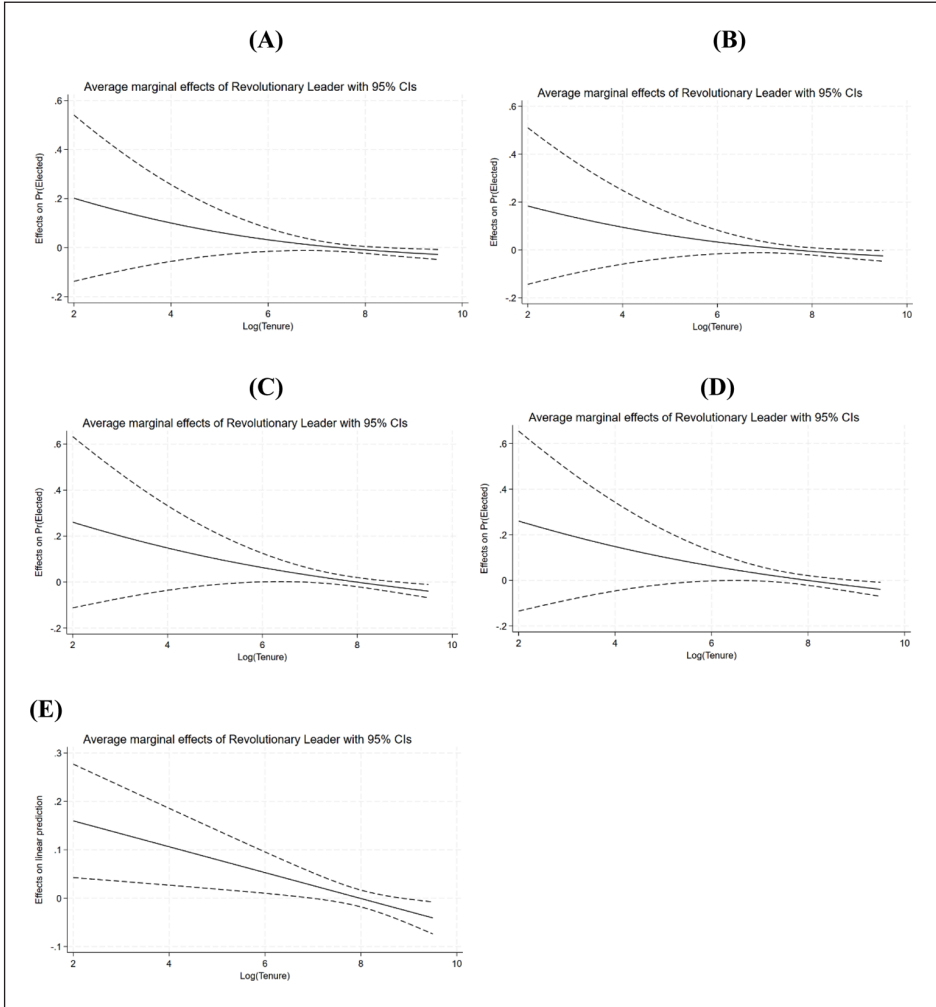 (A)
Average marginal effects of Revolutionary Leader with 95% CIs
.6
.4
.2
0
-.2
Effects on Pr(Elected)
2 4 6 8 10
Log(Tenure)
(B)
Average marginal effects of Revolutionary Leader with 95% CIs
.6
.4
.2
0
-.2
Effects on Pr(Elected)
2 4 6 8 10
Log(Tenure)
(C)
Average marginal effects of Revolutionary Leader with 95% CIs
.6
.4
.2
0
-.2
Effects on Pr(Elected)
2 4 6 8 10
Log(Tenure)
(D)
Average marginal effects of Revolutionary Leader with 95% CIs
.6
.4
.2
0
-.2
Effects on Pr(Elected)
2 4 6 8 10
Log(Tenure)
(E)
Average marginal effects of Revolutionary Leader with 95% CIs
.3
.2
.1
0
-.1
Effects on linear prediction
2 4 6 8 10
Log(Tenure)